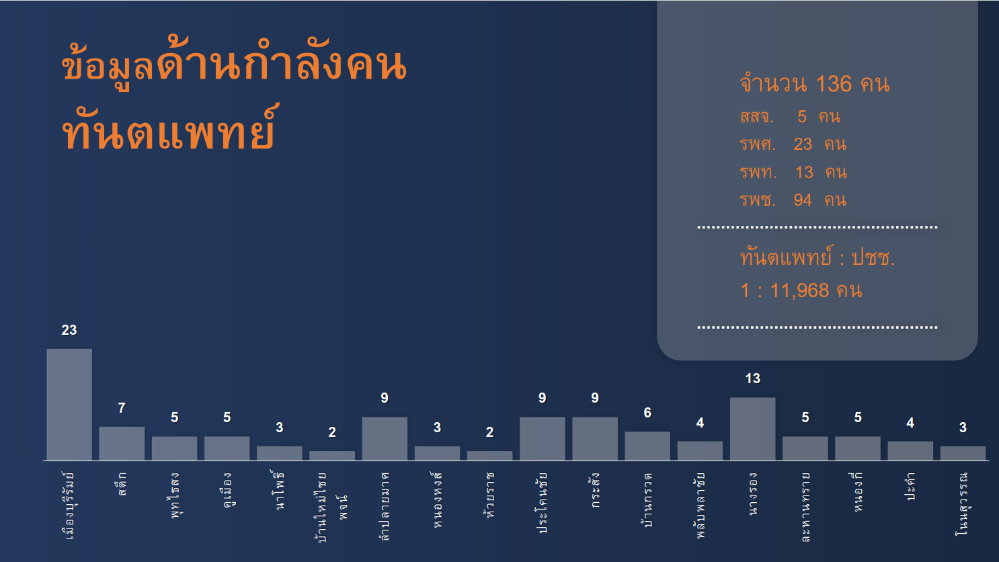 ข้อมูลด้านกำลังคน
ทันตแพทย์
จำนวน 136 คน
สสจ. 5 คน
รพศ. 23 คน
รพท. 13 คน
รพช. 94 คน
ทันตแพทย์ : ปชช.
1 : 11,968 คน
23
7
5
5
3
2
9
3
2
9
9
6
4
13
5
5
4
3
เมืองบุรีรัมย์
สตึก
พุทไธสง
คูเมือง
นาโพธิ์
บ้านใหม่ไชย
พจน์
ลำปลายมาศ
หนองหงส์
ห้วยราช
ประโคนชัย
กระสัง
บ้านกรวด
พลับพลาชัย
นางรอง
ละหานทราย
หนองกี่
ปะคำ
โนนสุวรรณ